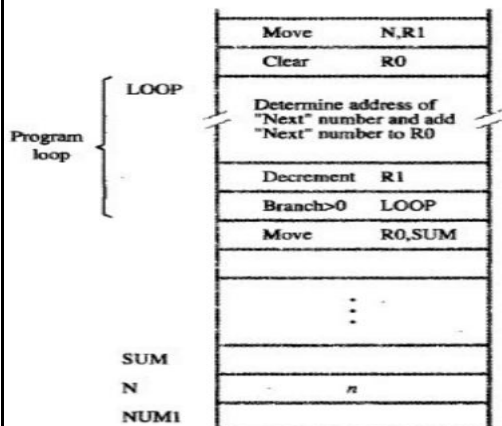 Move N,R1
Clear R0
LOOP
Determine address of
"Next" number and add
"Next" number to R0
Program
loop
Decrement R1
Branch>0 LOOP
Move R0,SUM
SUM
N n
NUM1